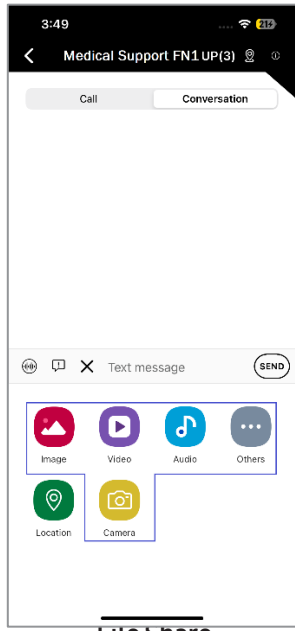 3:49
21
Medical Support FN1 UP(3)
Call Conversation
Text message SEND
Image Video Audio Others
Location Camera